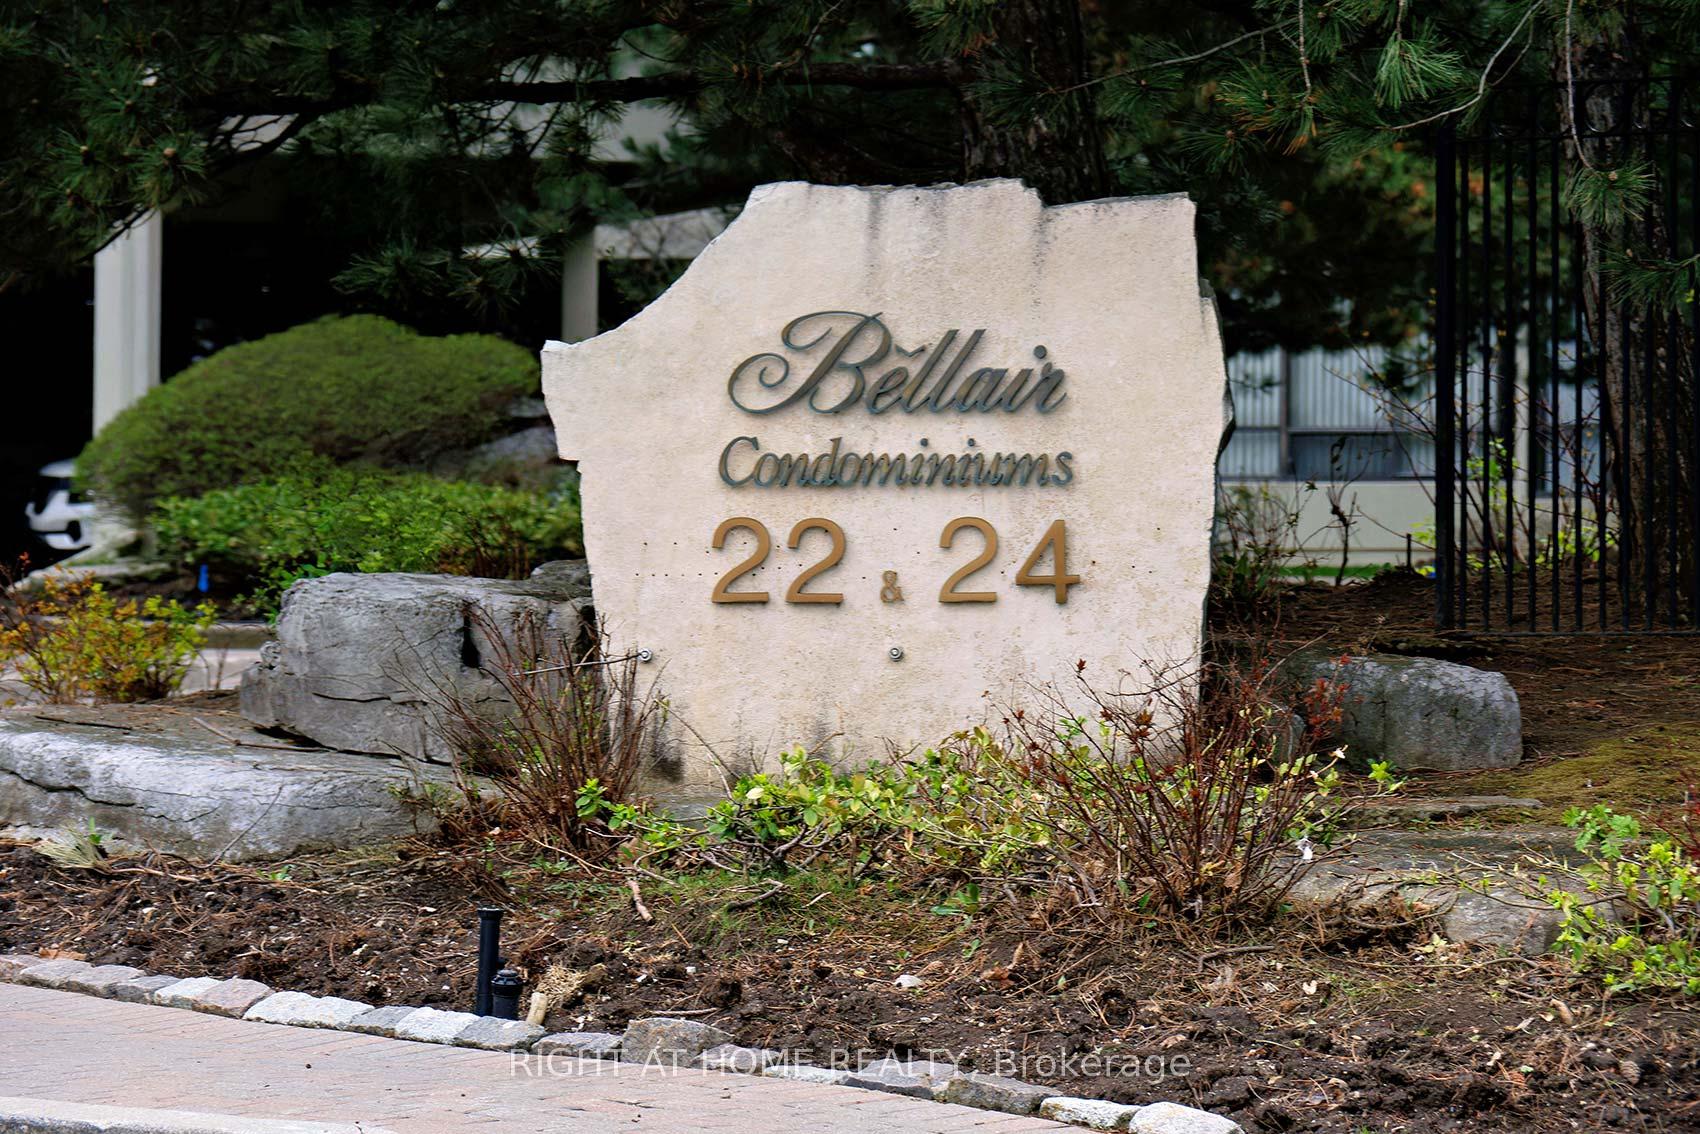 Bellair
Condominiums
22 & 24
RIGHT AT HOME REALTY, Brokerage